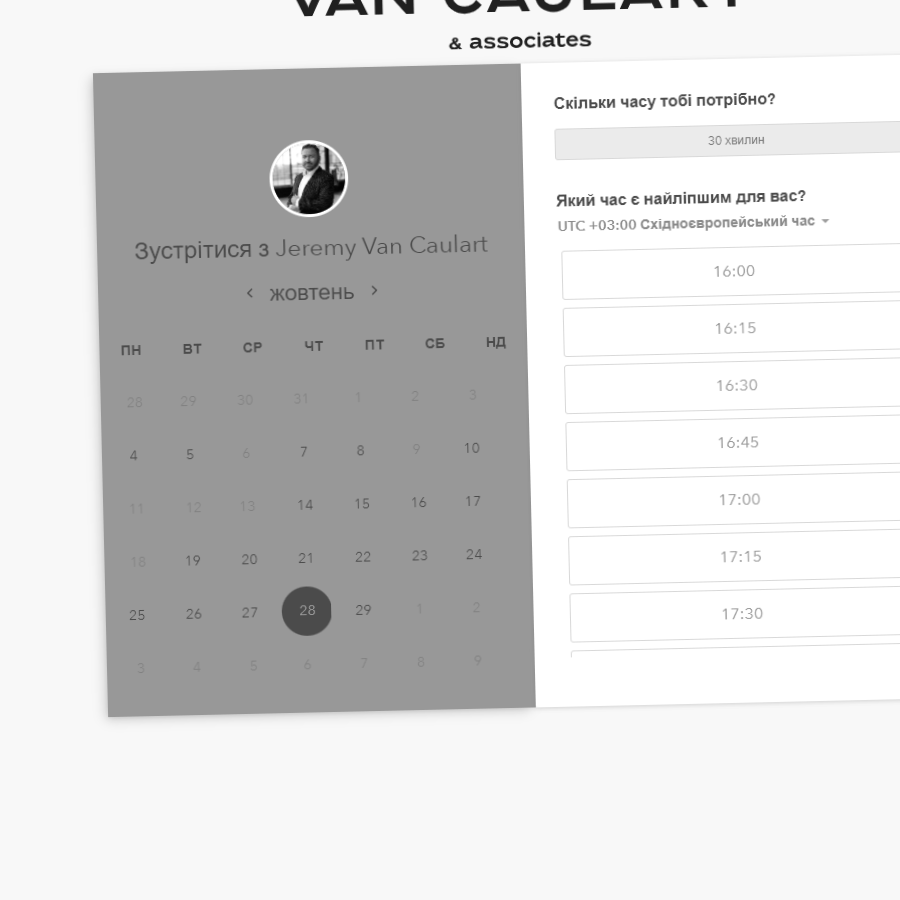 VAN CAULART
& associates
Зустрітися з Jeremy Van Caulart
жовтень
ПН ВТ СР ЧТ ПТ СБ НД
28 29 30 31 1 2 3
4 5 6 7 8 9 10
11 12 13 14 15 16 17
18 19 20 21 22 23 24
25 26 27 28 29 1 2
3 4 5 6 7 8 9
Скільки часу тобі потрібно?
30 хвилин
Який час є найліпшим для вас?
UTC +03:00 Східноєвропейський час
16:00
16:15
16:30
16:45
17:00
17:15
17:30